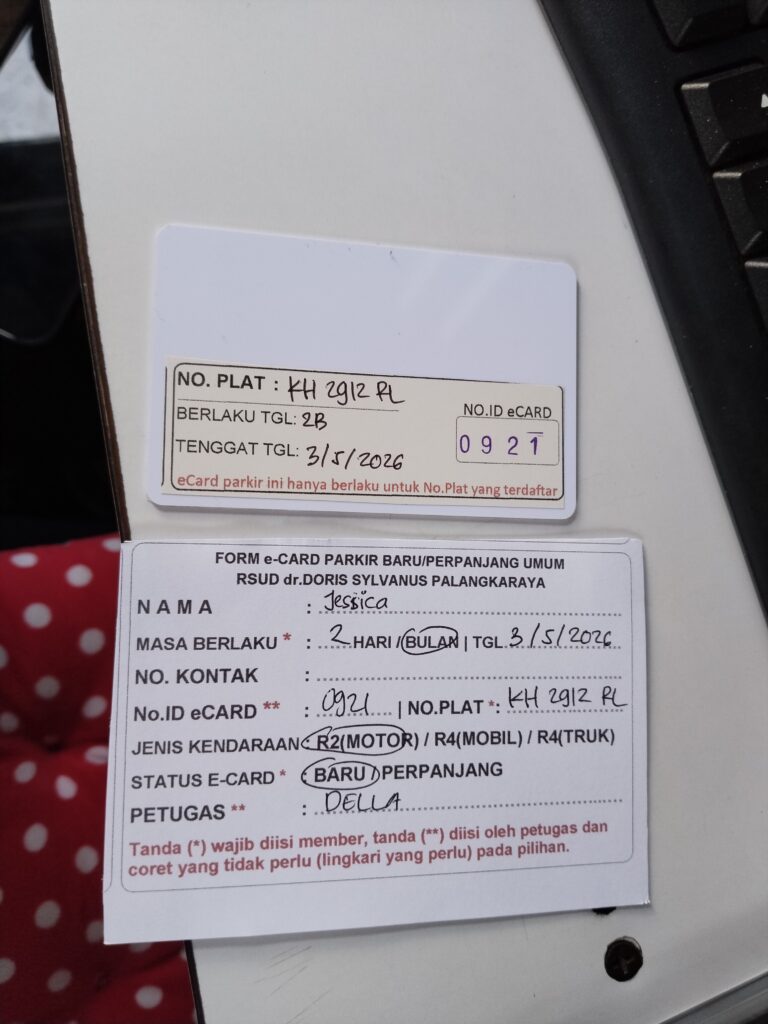 NO. PLAT : KH 2912 RL
BERLAKU TGL: 2B
TENGGAT TGL: 3/5/2026
NO.ID eCARD
0921
eCard parkir ini hanya berlaku untuk No.Plat yang terdaftar
FORM e-CARD PARKIR BARU/PERPANJANG UMUM
RSUD dr.DORIS SYLVANUS PALANGKARAYA
NAMA : Jessica
MASA BERLAKU * : 2 HARI / BULAN | TGL 3/5/2026
NO. KONTAK :
No.ID eCARD ** : 0921 | NO.PLAT *: KH 2912 RL
JENIS KENDARAAN : R2(MOTOR) / R4(MOBIL) / R4(TRUK)
STATUS E-CARD * : BARU / PERPANJANG
PETUGAS ** : DELLA
Tanda (*) wajib diisi member, tanda (**) diisi oleh petugas dan
coret yang tidak perlu (lingkari yang perlu) pada pilihan.